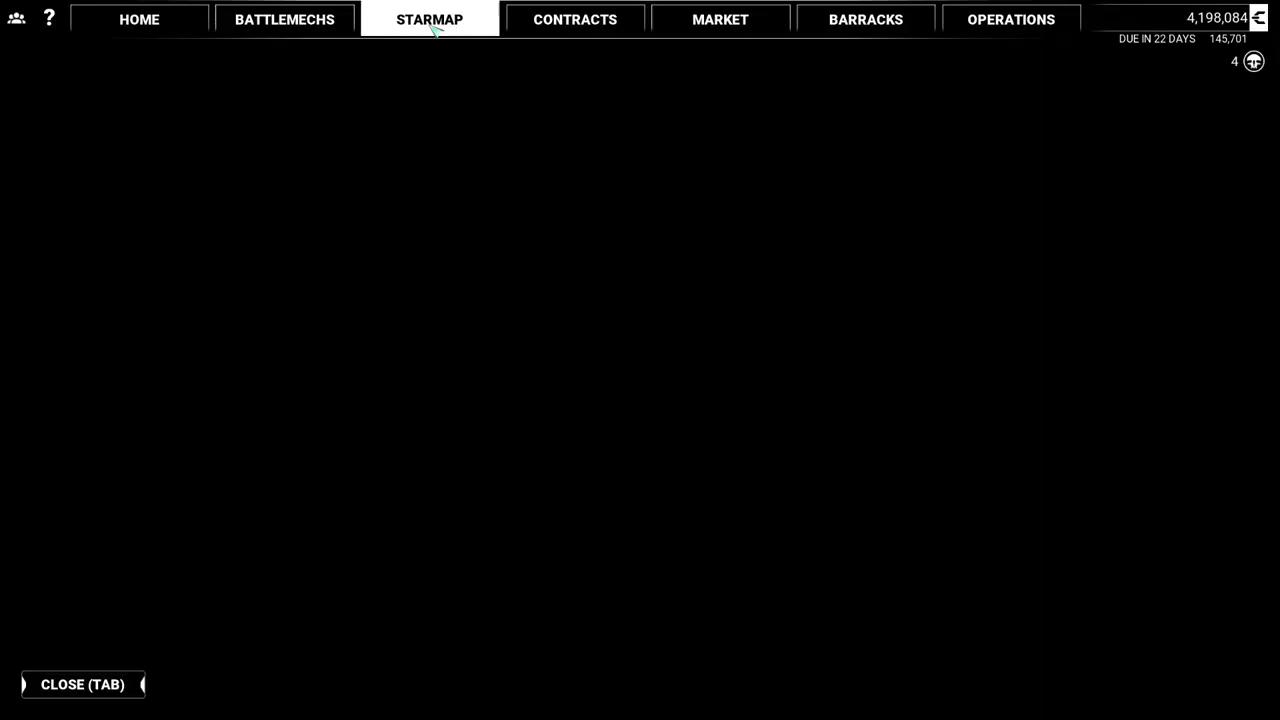 ? HOME BATTLEMECHS STARMAP CONTRACTS MARKET BARRACKS OPERATIONS 4,198,084
DUE IN 22 DAYS 145,701
4
CLOSE (TAB)